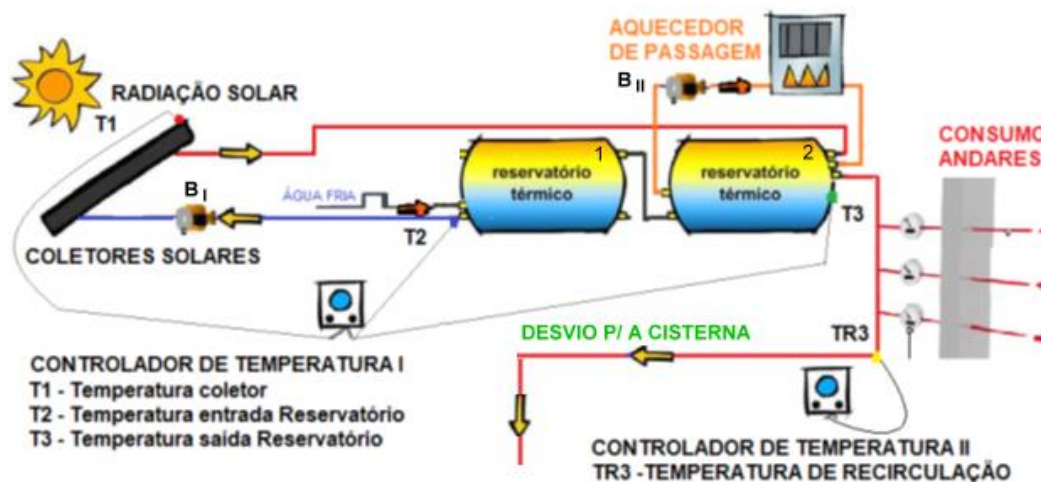 AQUECEDOR
DE PASSAGEM
B II
RADIAÇÃO SOLAR
T1
CONSUMO
ANDARES
1
reservatório
térmico
2
reservatório
térmico
B I
ÁGUA FRIA
T2
T3
COLETORES SOLARES
DESVIO P/ A CISTERNA
TR3
CONTROLADOR DE TEMPERATURA I
T1 - Temperatura coletor
T2 - Temperatura entrada Reservatório
T3 - Temperatura saída Reservatório
CONTROLADOR DE TEMPERATURA II
TR3 -TEMPERATURA DE RECIRCULAÇÃO